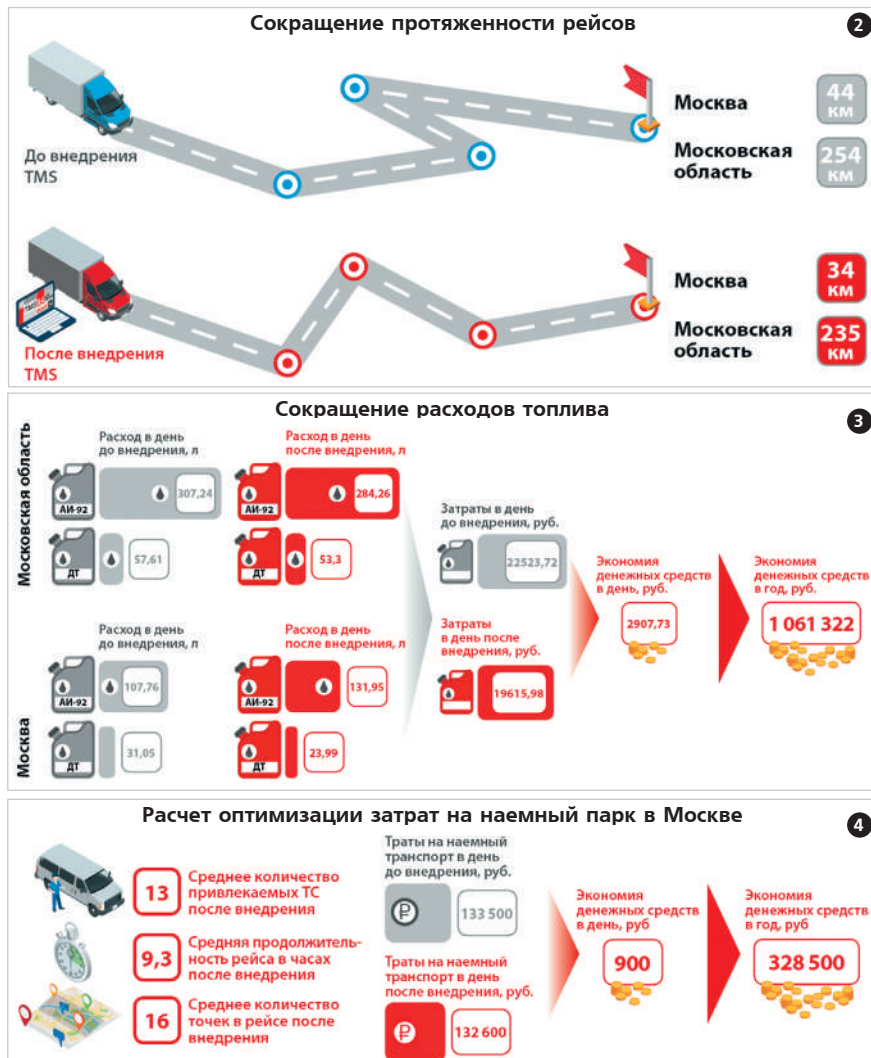 Сокращение протяженности рейсов
2
До внедрения
TMS
Москва
44
км
Московская
область
254
км
TMS
После внедрения
TMS
Москва
34
км
Московская
область
235
км
Сокращение расходов топлива
3
Московская область
Расход в день
до внедрения, л
АИ-92
307,24
ДТ
57,61
Расход в день
после внедрения, л
АИ-92
284,26
ДТ
53,3
Москва
Расход в день
до внедрения, л
АИ-92
107,76
ДТ
31,05
Расход в день
после внедрения, л
АИ-92
131,95
ДТ
23,99
Затраты в день
до внедрения, руб.
22523,72
Затраты
в день после
внедрения, руб.
19615,98
Экономия
денежных средств
в день, руб.
2907,73
Экономия
денежных средств
в год, руб.
1 061 322
Расчет оптимизации затрат на наемный парк в Москве
4
13
Среднее количество
привлекаемых ТС
после внедрения
9,3
Средняя продолжитель-
ность рейса в часах
после внедрения
16
Среднее количество
точек в рейсе после
внедрения
Траты на наемный
транспорт в день
до внедрения, руб.
₽
133 500
Траты на наемный
транспорт в день
после внедрения, руб.
₽
132 600
Экономия
денежных средств
в день, руб
900
Экономия
денежных средств
в год, руб
328 500